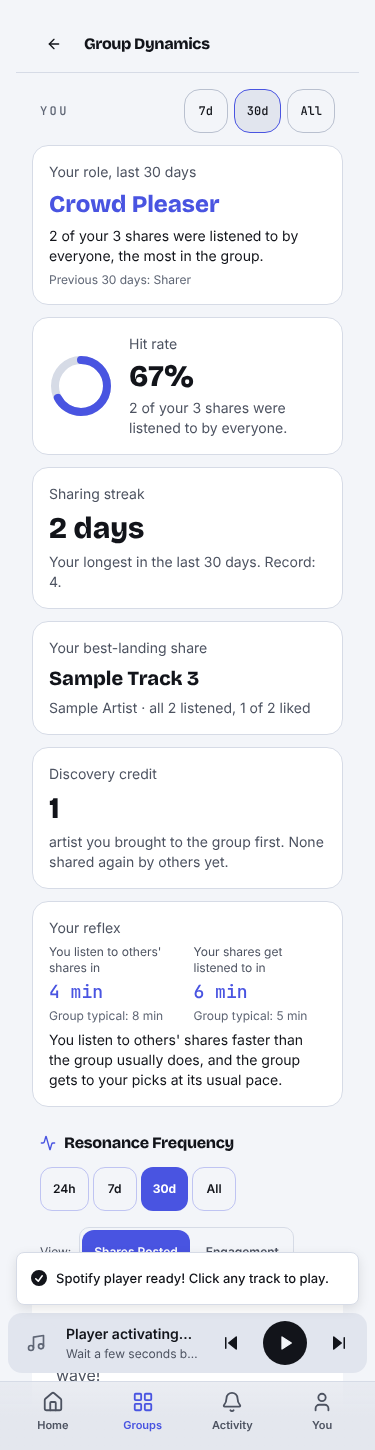 Group Dynamics
YOU
7d
30d
All
Your role, last 30 days
Crowd Pleaser
2 of your 3 shares were listened to by
everyone, the most in the group.
Previous 30 days: Sharer
Hit rate
67%
2 of your 3 shares were
listened to by everyone.
Sharing streak
2 days
Your longest in the last 30 days. Record:
4.
Your best-landing share
Sample Track 3
Sample Artist · all 2 listened, 1 of 2 liked
Discovery credit
1
artist you brought to the group first. None
shared again by others yet.
Your reflex
You listen to others'
shares in
4 min
Group typical: 8 min
Your shares get
listened to in
6 min
Group typical: 5 min
You listen to others' shares faster than
the group usually does, and the group
gets to your picks at its usual pace.
Resonance Frequency
24h
7d
30d
All
View:
Shares Posted
Engagement
Spotify player ready! Click any track to play.
Player activating...
Wait a few seconds b...
wave!
Home
Groups
Activity
You